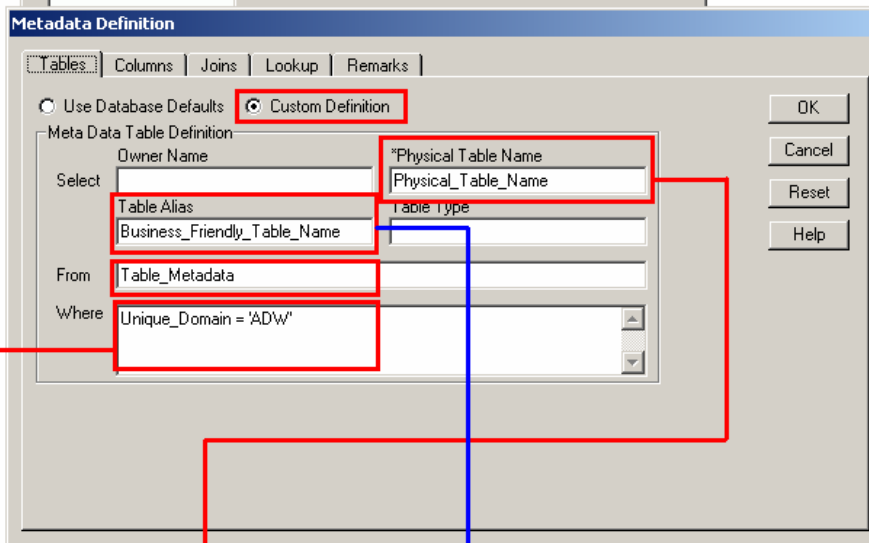 Metadata Definition
Tables Columns Joins Lookup Remarks
Use Database Defaults Custom Definition
OK
Meta Data Table Definition
Owner Name *Physical Table Name
Cancel
Select Physical_Table_Name
Reset
Table Alias Table Type
Business_Friendly_Table_Name
Help
From Table_Metadata
Where Unique_Domain = 'ADW'